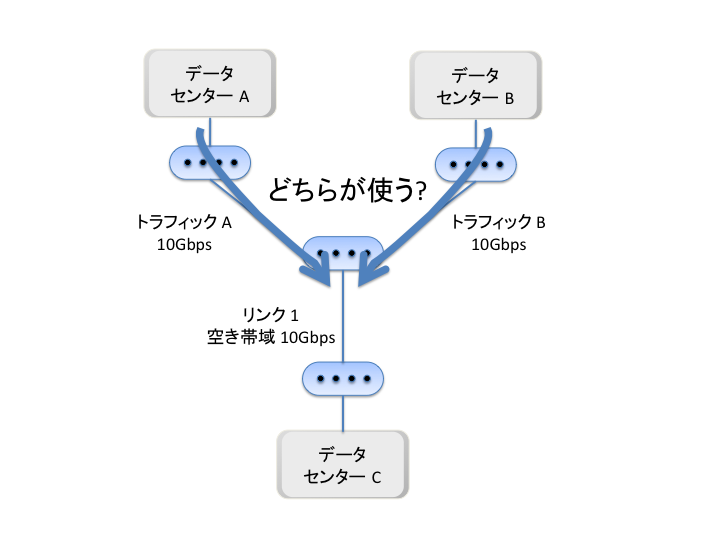 データ
センター A
データ
センター B
どちらが使う?
トラフィック A
10Gbps
トラフィック B
10Gbps
リンク 1
空き帯域 10Gbps
データ
センター C